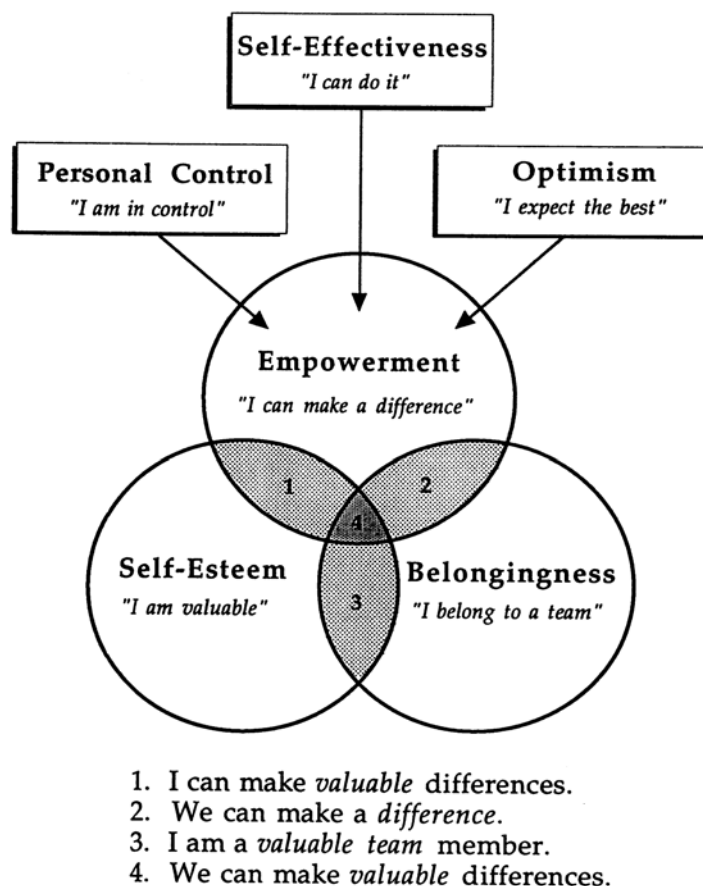 Self-Effectiveness
"I can do it"
Personal Control
"I am in control"
Optimism
"I expect the best"
Empowerment
"I can make a difference"
1
2
4
Self-Esteem
"I am valuable"
3
Belongingness
"I belong to a team"
1. I can make valuable differences.
2. We can make a difference.
3. I am a valuable team member.
4. We can make valuable differences.